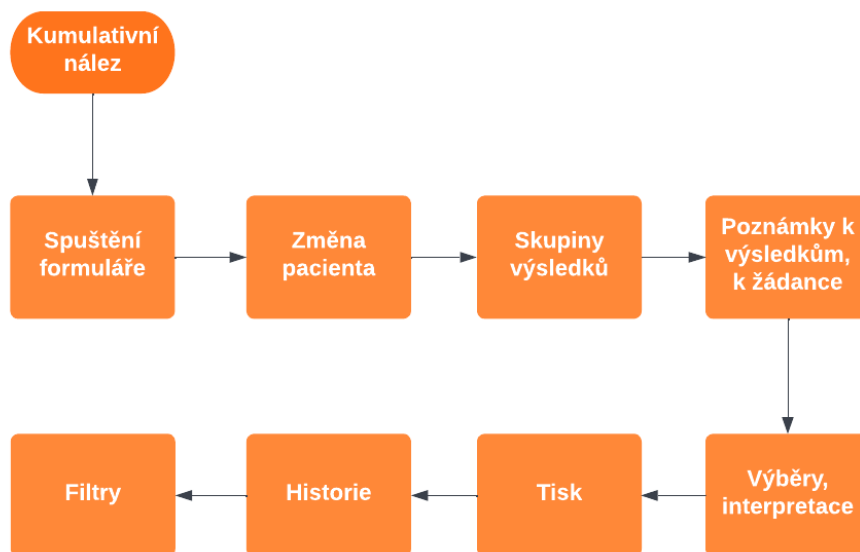 Kumulativní
nález
Spuštění
formuláře
Změna
pacienta
Skupiny
výsledků
Poznámky k
výsledkům,
k žádance
Výběry,
interpretace
Tisk
Historie
Filtry